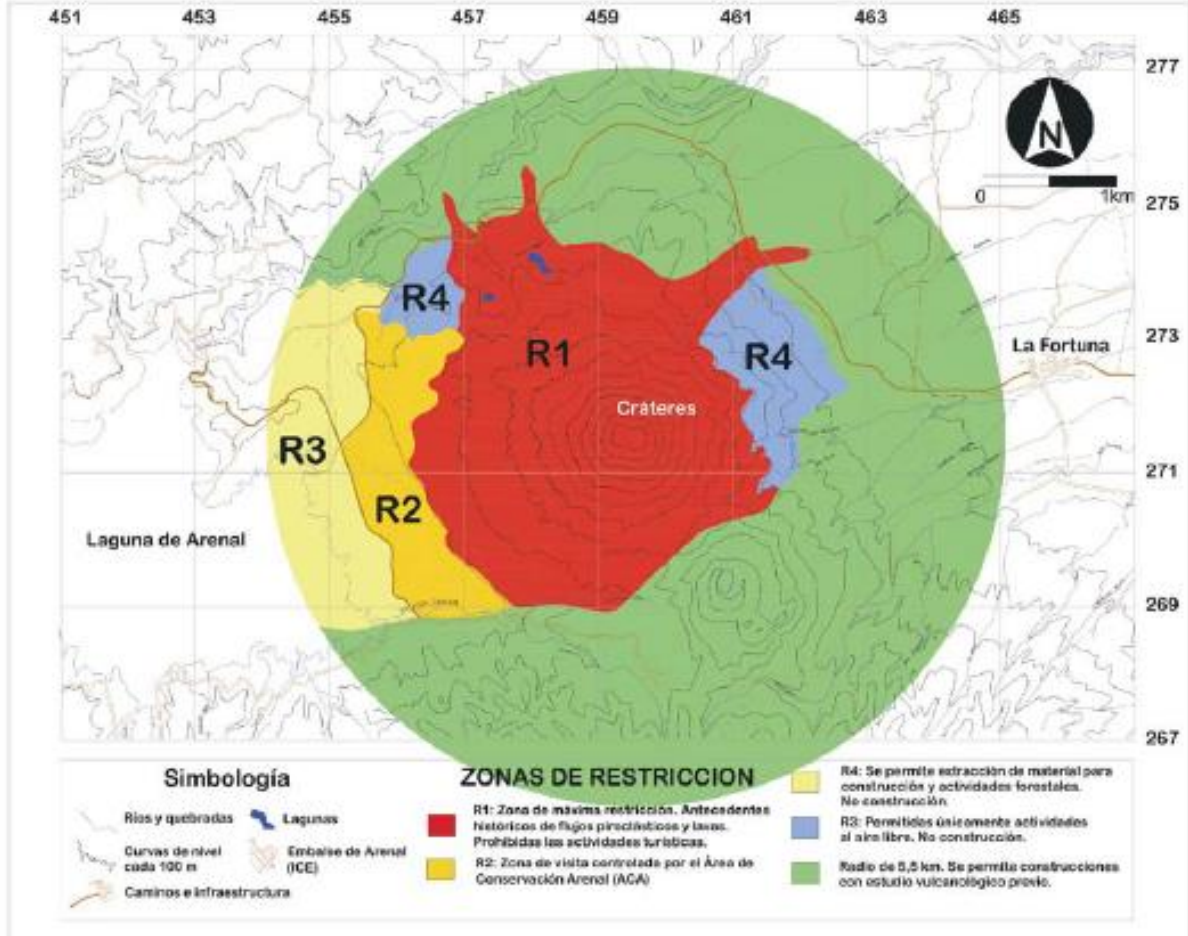 451 453 455 457 459 461 463 465
277
N
0 1km
275
R4
273
R1
R4
La Fortuna
Cráteres
R3
271
R2
Laguna de Arenal
269
267
Simbología
Ríos y quebradas
Lagunas
Curvas de nivel
cada 100 m
Embalse de Arenal
(ICE)
Caminos e infraestructura
ZONAS DE RESTRICCION
R1: Zona de máxima restricción. Antecedentes
históricos de flujos piroclásticos y lavas.
Prohibidas las actividades turísticas.
R2: Zona de visita controlada por el Área de
Conservación Arenal (ACA)
R4: Se permite extracción de material para
construcción y actividades forestales.
No construcción.
R3: Permitidas únicamente actividades
al aire libre. No construcción.
Radio de 5,5 km. Se permite construcciones
con estudio vulcanológico previo.